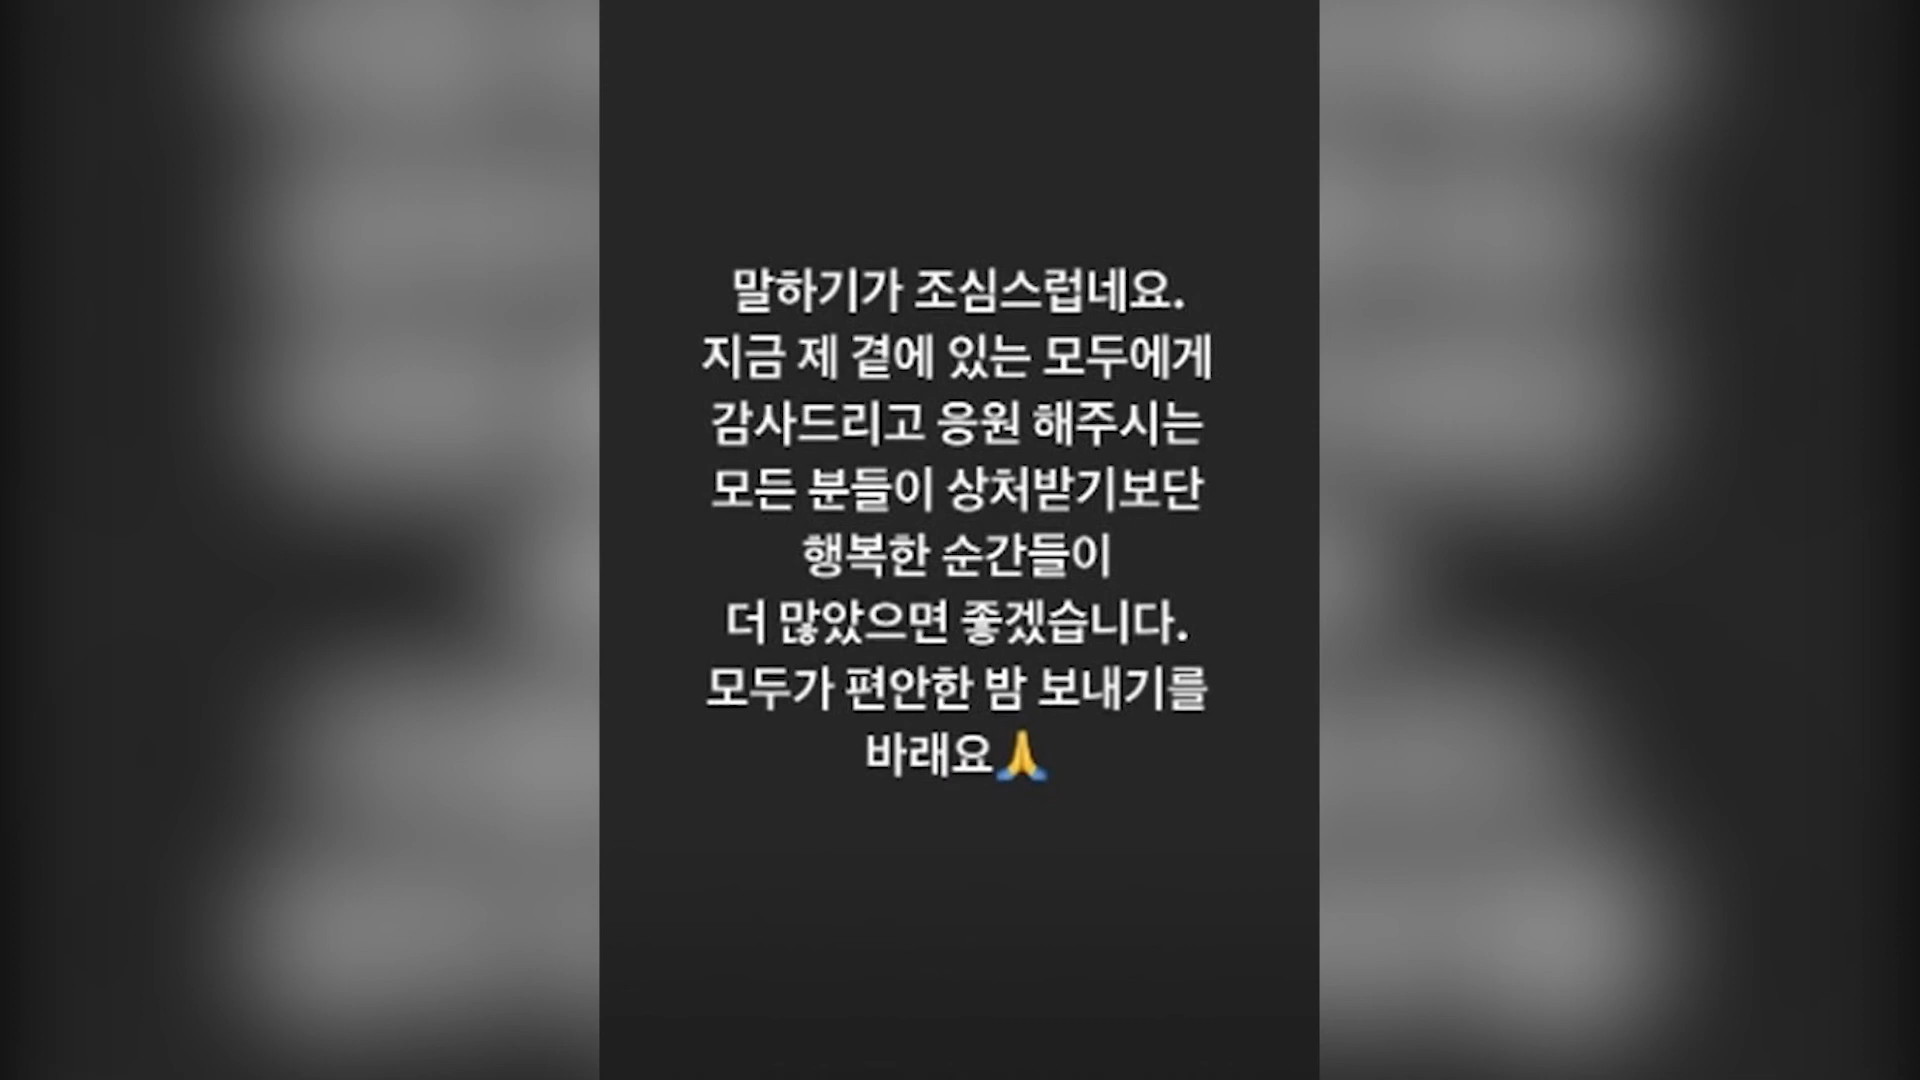 말하기가 조심스럽네요.
지금 제 곁에 있는 모두에게
감사드리고 응원 해주시는
모든 분들이 상처받기보단
행복한 순간들이
더 많았으면 좋겠습니다.
모두가 편안한 밤 보내기를
바래요🙏